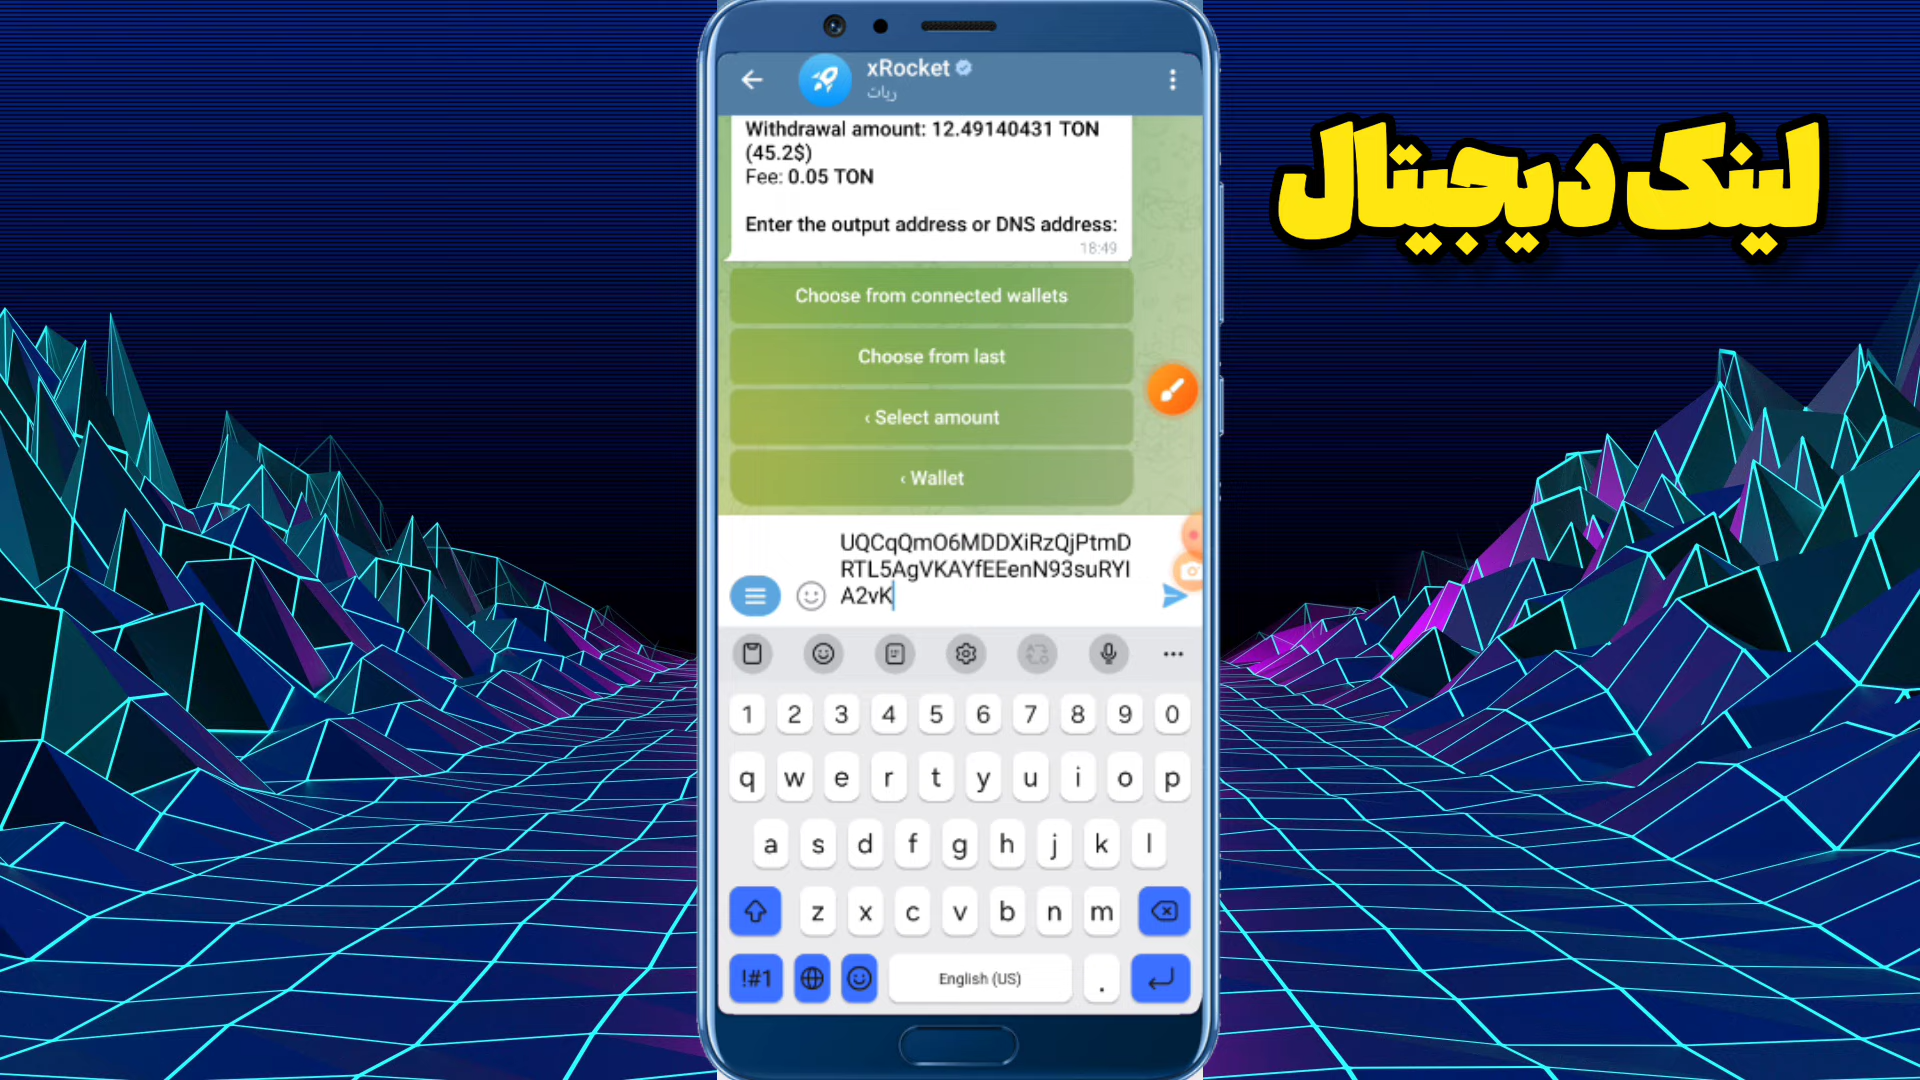 xRocket
ربات
لینک دیجیتال
Withdrawal amount: 12.49140431 TON
(45.2$)
Fee: 0.05 TON
Enter the output address or DNS address:
18:49
Choose from connected wallets
Choose from last
‹ Select amount
‹ Wallet
UQCqQmO6MDDXiRzQjPtmD
RTL5AgVKAYfEEenN93suRYI
A2vK
1 2 3 4 5 6 7 8 9 0
q w e r t y u i o p
a s d f g h j k l
z x c v b n m
!#1 English (US) .